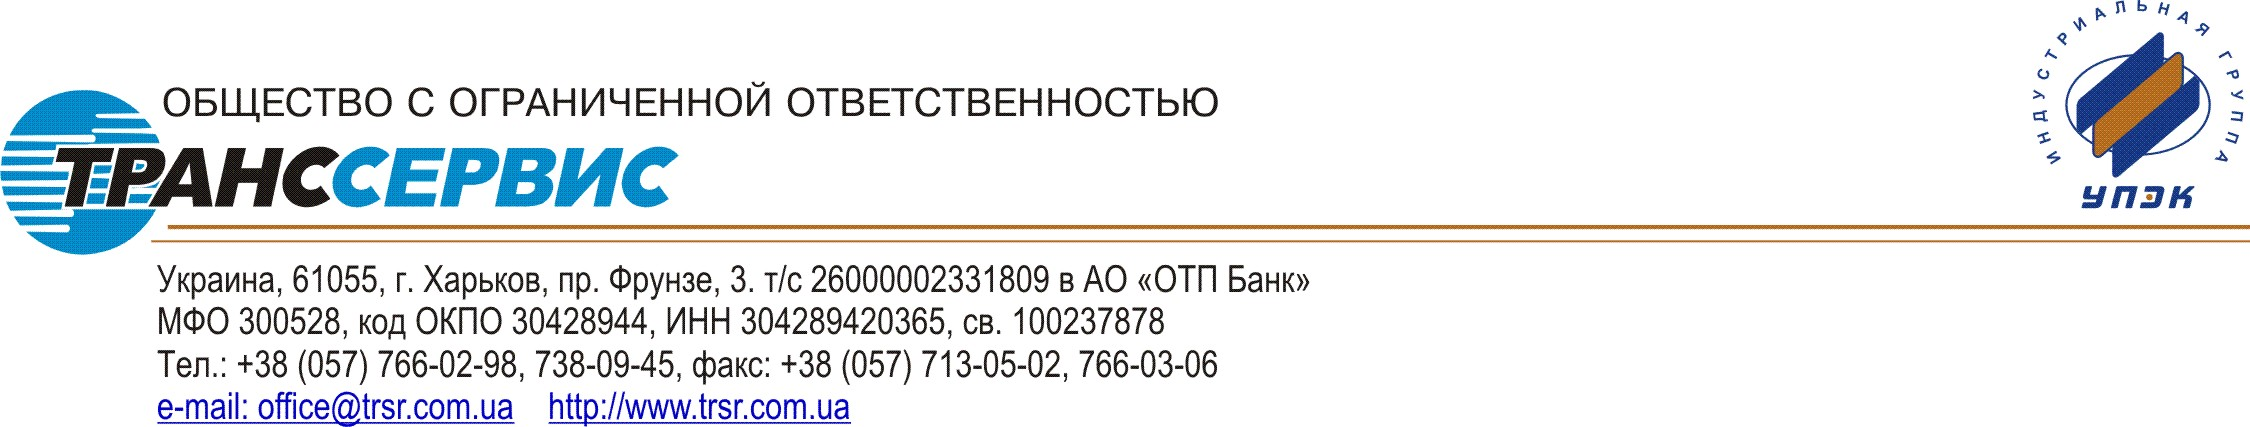 ИНДУСТРИАЛЬНАЯ ГРУППА
УПЭК
ОБЩЕСТВО С ОГРАНИЧЕННОЙ ОТВЕТСТВЕННОСТЬЮ
ТРАНССЕРВИС
Украина, 61055, г. Харьков, пр. Фрунзе, 3. т/с 26000002331809 в АО «ОТП Банк»
МФО 300528, код ОКПО 30428944, ИНН 304289420365, св. 100237878
Тел.: +38 (057) 766-02-98, 738-09-45, факс: +38 (057) 713-05-02, 766-03-06
e-mail: office@trsr.com.ua http://www.trsr.com.ua